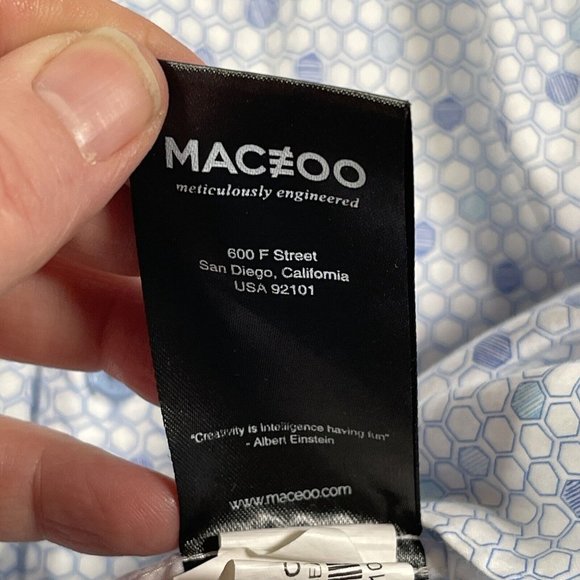 MACEOO
meticulously engineered
600 F Street
San Diego, California
USA 92101
"Creativity is Intelligence having fun"
- Albert Einstein
www.maceoo.com